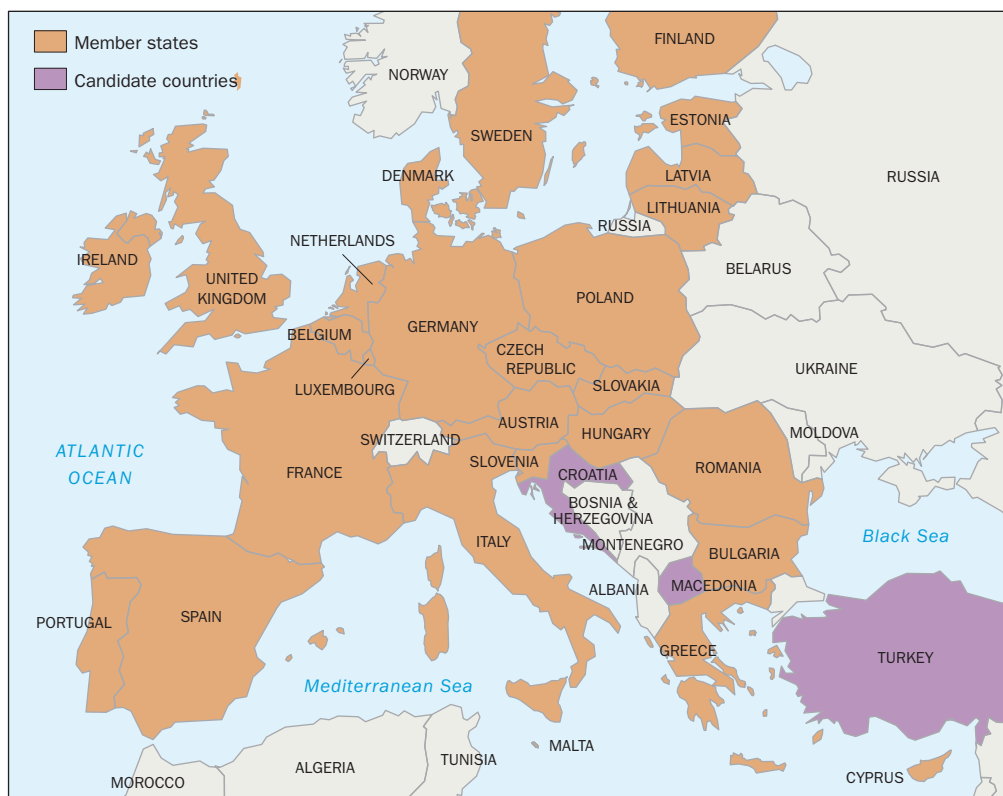 Member states
Candidate countries
FINLAND
NORWAY
ESTONIA
SWEDEN
DENMARK
LATVIA
RUSSIA
LITHUANIA
RUSSIA
NETHERLANDS
IRELAND
UNITED
KINGDOM
BELARUS
POLAND
BELGIUM
GERMANY
CZECH
REPUBLIC
LUXEMBOURG
SLOVAKIA
UKRAINE
AUSTRIA
HUNGARY
MOLDOVA
SWITZERLAND
ATLANTIC
OCEAN
FRANCE
SLOVENIA
CROATIA
ROMANIA
BOSNIA &
HERZEGOVINA
ITALY
MONTENEGRO
BULGARIA
Black Sea
ALBANIA
MACEDONIA
PORTUGAL
SPAIN
GREECE
TURKEY
Mediterranean Sea
MALTA
TUNISIA
ALGERIA
MOROCCO
CYPRUS